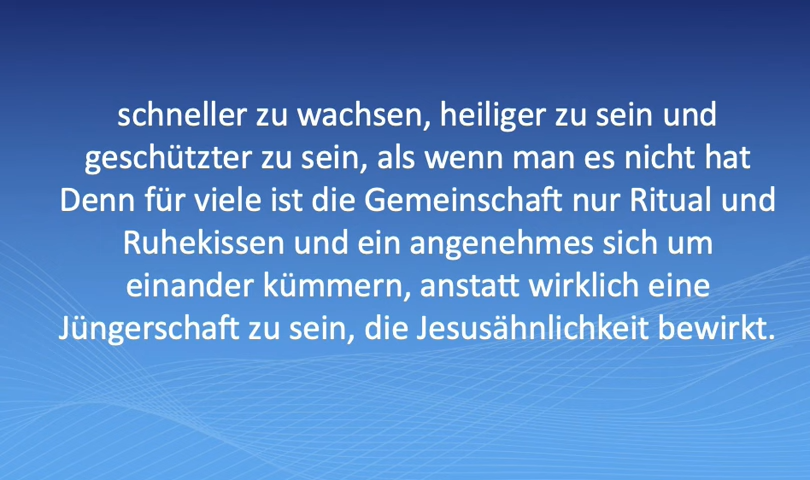 schneller zu wachsen, heiliger zu sein und
geschützter zu sein, als wenn man es nicht hat
Denn für viele ist die Gemeinschaft nur Ritual und
Ruhekissen und ein angenehmes sich um
einander kümmern, anstatt wirklich eine
Jüngerschaft zu sein, die Jesusähnlichkeit bewirkt.